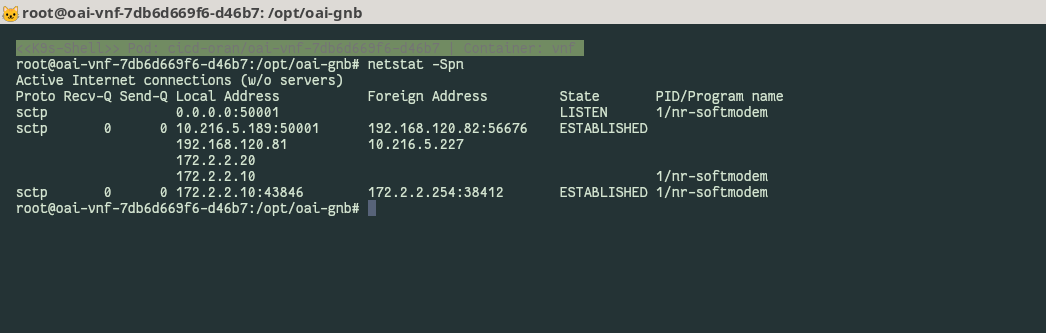 root@oai-vnf-7db6d669f6-d46b7: /opt/oai-gnb
<<K9s-Shell>> Pod: cicd-oran/oai-vnf-7db6d669f6-d46b7 | Container: vnf
root@oai-vnf-7db6d669f6-d46b7:/opt/oai-gnb# netstat -Spn
Active Internet connections (w/o servers)
Proto Recv-Q Send-Q Local Address           Foreign Address         State       PID/Program name
sctp                0.0.0.0:50001                                   LISTEN      1/nr-softmodem
sctp       0      0 10.216.5.189:50001      192.168.120.82:56676    ESTABLISHED
                    192.168.120.81          10.216.5.227
                    172.2.2.20
                    172.2.2.10                                                  1/nr-softmodem
sctp       0      0 172.2.2.10:43846        172.2.2.254:38412       ESTABLISHED 1/nr-softmodem
root@oai-vnf-7db6d669f6-d46b7:/opt/oai-gnb#